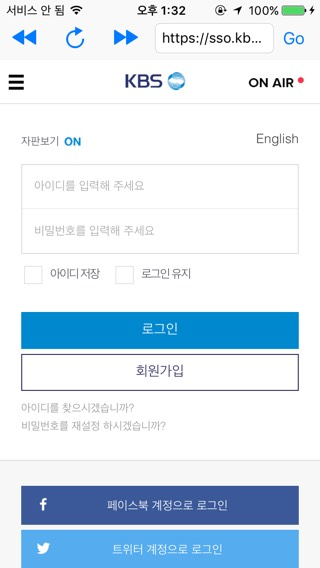 서비스 안 됨 오후 1:32 100%
https://sso.kb... Go
KBS ON AIR
자판보기 ON English
아이디를 입력해 주세요
비밀번호를 입력해 주세요
아이디 저장 로그인 유지
로그인
회원가입
아이디를 찾으시겠습니까?
비밀번호를 재설정 하시겠습니까?
페이스북 계정으로 로그인
트위터 계정으로 로그인